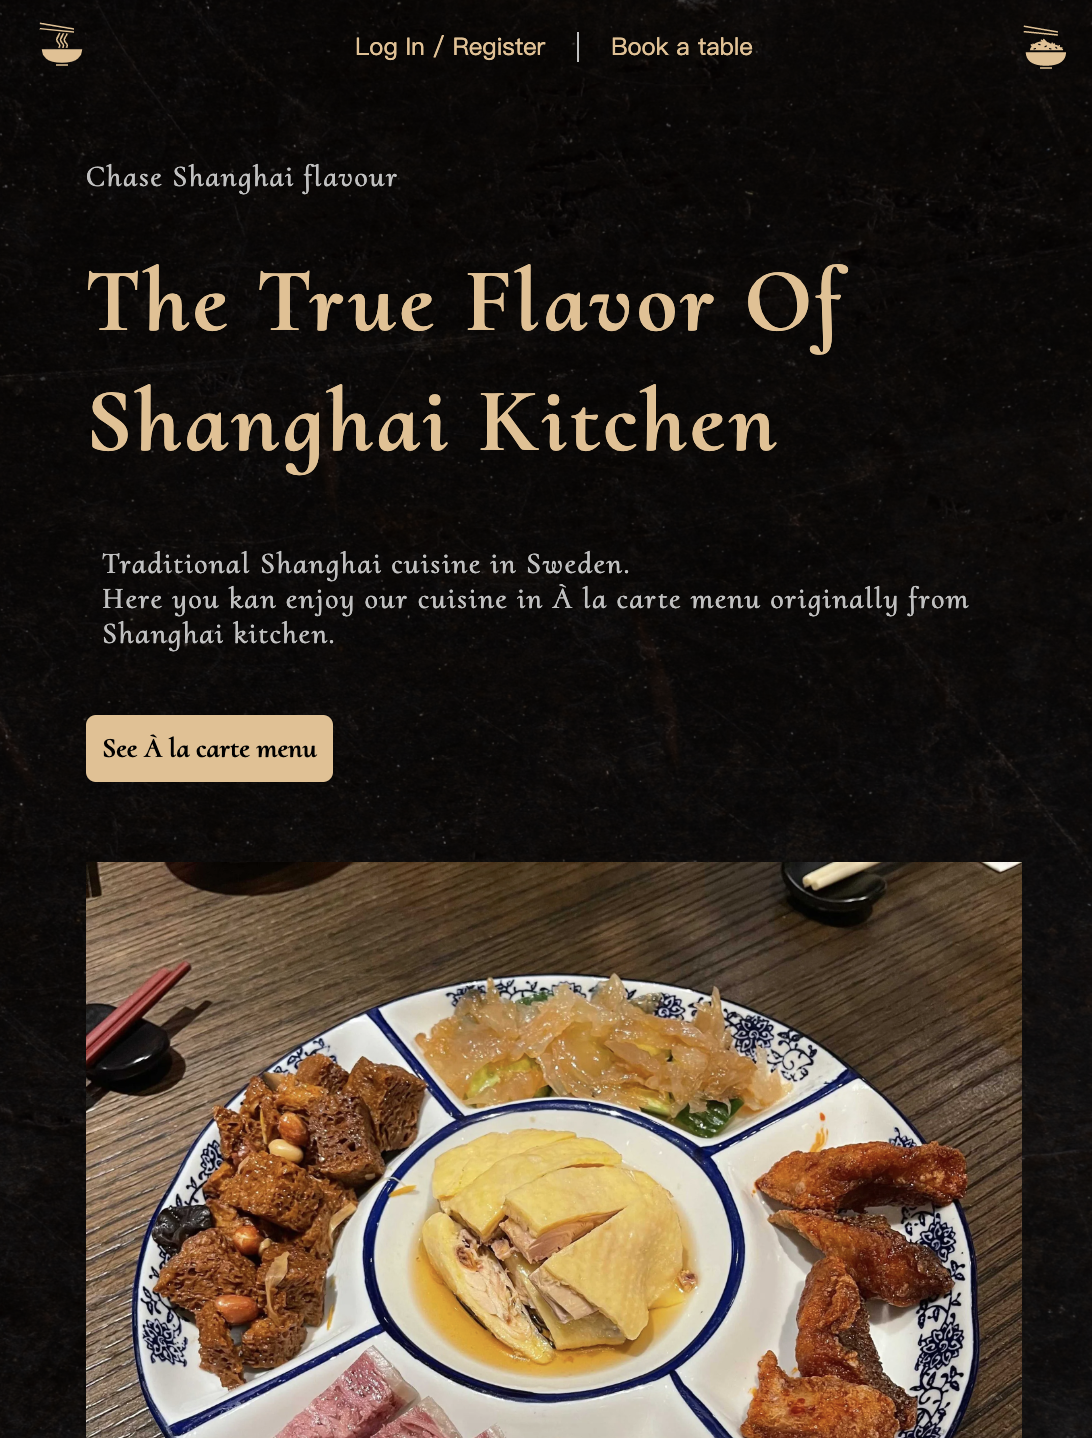 Log In / Register
Book a table
Chase Shanghai flavour
The True Flavor Of
Shanghai Kitchen
Traditional Shanghai cuisine in Sweden.
Here you kan enjoy our cuisine in À la carte menu originally from
Shanghai kitchen.
See À la carte menu